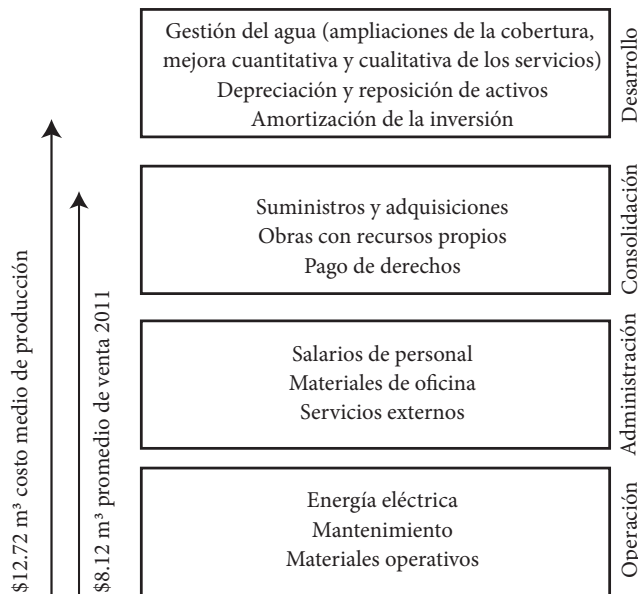 Gestión del agua (ampliaciones de la cobertura,
mejora cuantitativa y cualitativa de los servicios)
Depreciación y reposición de activos
Amortización de la inversión
Desarrollo
Suministros y adquisiciones
Obras con recursos propios
Pago de derechos
Consolidación
Salarios de personal
Materiales de oficina
Servicios externos
Administración
Energía eléctrica
Mantenimiento
Materiales operativos
Operación
$12.72 m³ costo medio de producción
$8.12 m³ promedio de venta 2011